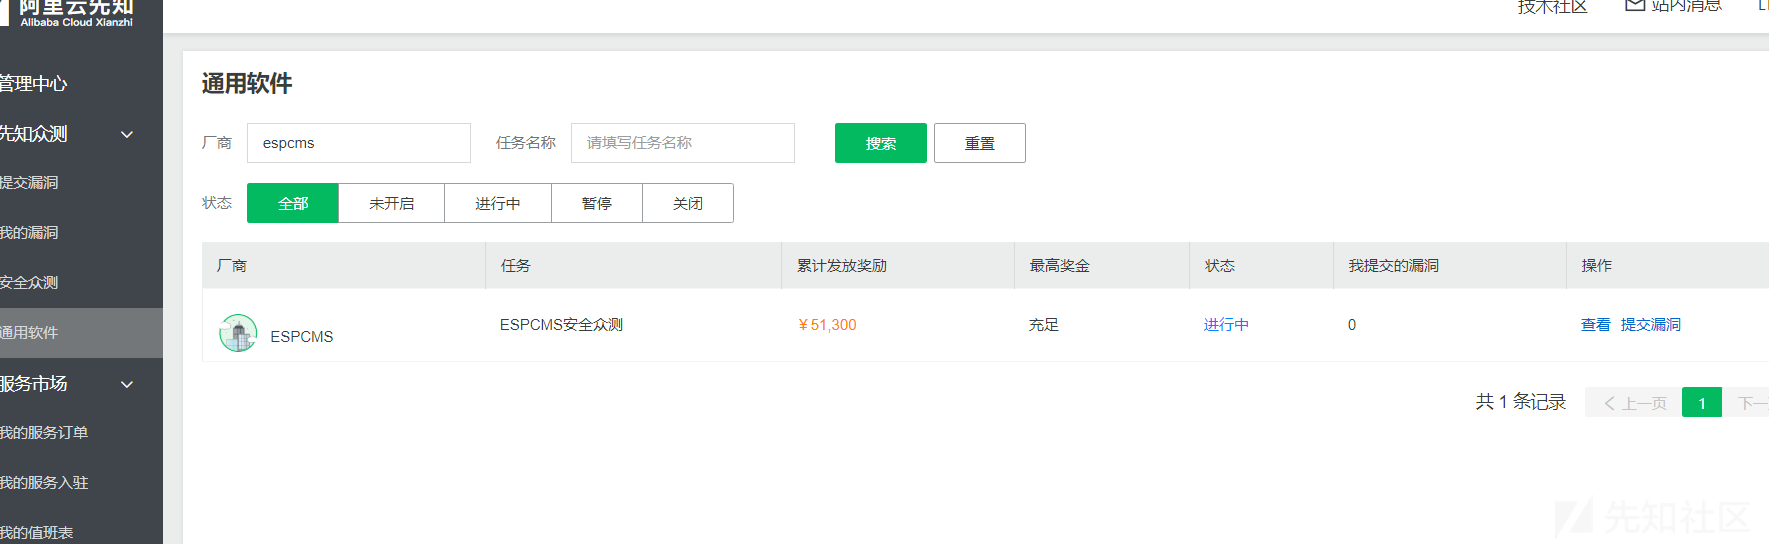 阿里云先知
Alibaba Cloud Xianzhi
技术社区
站内消息
管理中心
先知众测
提交漏洞
我的漏洞
安全众测
通用软件
服务市场
我的服务订单
我的服务入驻
我的值班表
通用软件
厂商 espcms 任务名称 请填写任务名称 搜索 重置
状态 全部 未开启 进行中 暂停 关闭
厂商 任务 累计发放奖励 最高奖金 状态 我提交的漏洞 操作
ESPCMS ESPCMS安全众测 ￥51,300 充足 进行中 0 查看 提交漏洞
共 1 条记录 上一页 1 下一
先知社区